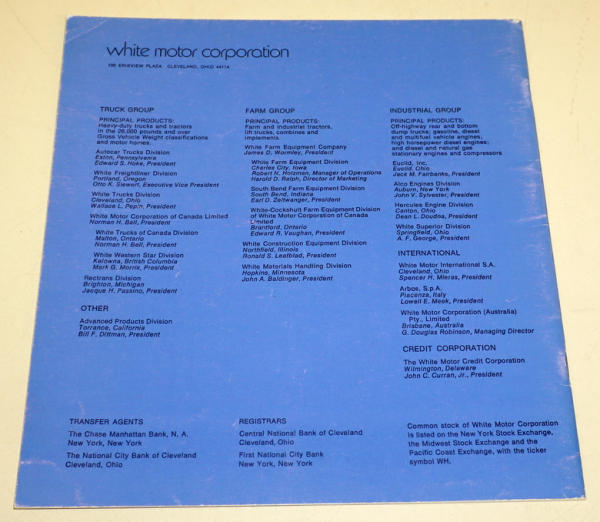 white motor corporation
100 ERIEVIEW PLAZA CLEVELAND, OHIO 44114
TRUCK GROUP
PRINCIPAL PRODUCTS:
Heavy-duty trucks and tractors
in the 26,000 pounds and over
Gross Vehicle Weight classifications
and motor homes.
Autocar Trucks Division
Exton, Pennsylvania
Edward S. Hoke, President
White Freightliner Division
Portland, Oregon
Otto K. Siewert, Executive Vice President
White Trucks Division
Cleveland, Ohio
Wallace L. Pepin, President
White Motor Corporation of Canada Limited
Norman H. Bell, President
White Trucks of Canada Division
Malton, Ontario
Norman H. Bell, President
White Western Star Division
Kelowna, British Columbia
Mark G. Morris, President
Rectrans Division
Brighton, Michigan
Jacque H. Passino, President
OTHER
Advanced Products Division
Torrance, California
Bill F. Dittman, President
FARM GROUP
PRINCIPAL PRODUCTS:
Farm and industrial tractors,
lift trucks, combines and
implements.
White Farm Equipment Company
James D. Wormley, President
White Farm Equipment Division
Charles City, Iowa
Robert N. Hotzman, Manager of Operations
Harold D. Ralph, Director of Marketing
South Bend Farm Equipment Division
South Bend, Indiana
Earl D. Zeltwanger, President
White-Cockshutt Farm Equipment Division
of White Motor Corporation of Canada
Limited
Brantford, Ontario
Edward R. Vaughan, President
White Construction Equipment Division
Northfield, Illinois
Ronald S. Leafblad, President
White Materials Handling Division
Hopkins, Minnesota
John A. Baldinger, President
INDUSTRIAL GROUP
PRINCIPAL PRODUCTS:
Off-highway rear and bottom
dump trucks; gasoline, diesel
and multifuel vehicle engines;
high horsepower diesel engines;
and diesel and natural gas
stationary engines and compressors
Euclid, Inc.
Euclid, Ohio
Jack M. Fairbanks, President
Alco Engines Division
Auburn, New York
John V. Sylvester, President
Hercules Engine Division
Canton, Ohio
Dean L. Doudna, President
White Superior Division
Springfield, Ohio
A. F. George, President
INTERNATIONAL
White Motor International S.A.
Cleveland, Ohio
Spencer H. Mieras, President
Arbos, S.p.A.
Piacenza, Italy
Lowell E. Meek, President
White Motor Corporation (Australia)
Pty., Limited
Brisbane, Australia
G. Douglas Robinson, Managing Director
CREDIT CORPORATION
The White Motor Credit Corporation
Wilmington, Delaware
John C. Curran, Jr., President
TRANSFER AGENTS
The Chase Manhattan Bank, N. A.
New York, New York
The National City Bank of Cleveland
Cleveland, Ohio
REGISTRARS
Central National Bank of Cleveland
Cleveland, Ohio
First National City Bank
New York, New York
Common stock of White Motor Corporation
is listed on the New York Stock Exchange,
the Midwest Stock Exchange and the
Pacific Coast Exchange, with the ticker
symbol WH.